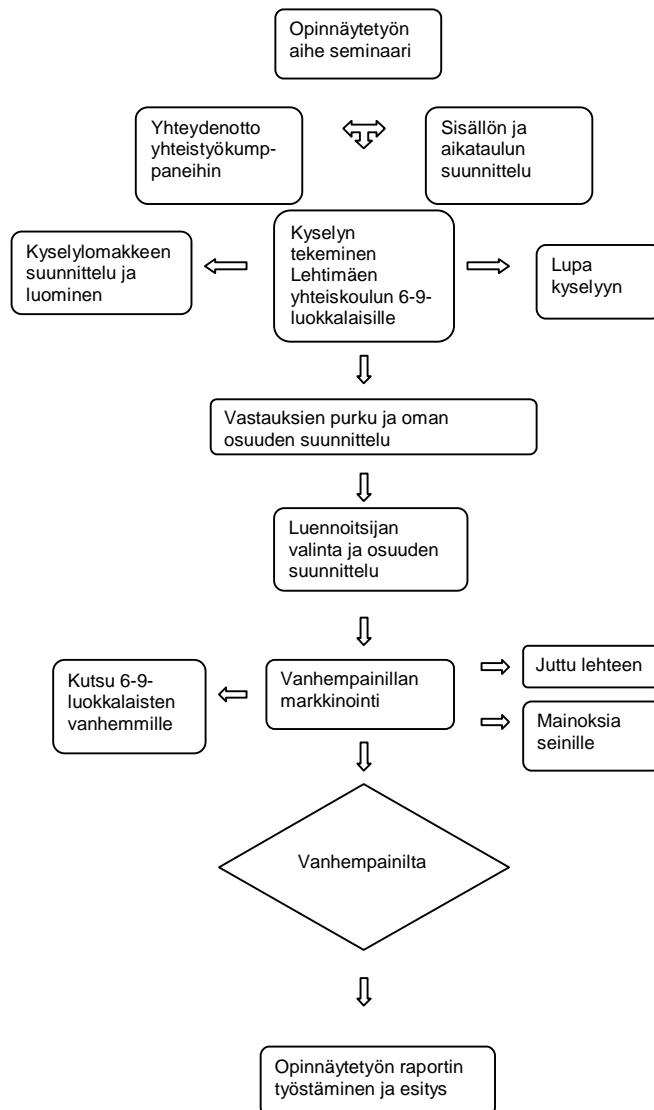 Opinnäytetyön
aihe seminaari
Yhteydenotto
yhteistyökump-
paneihin
Sisällön ja
aikataulun
suunnittelu
Kyselylomakkeen
suunnittelu ja
luominen
Kyselyn
tekeminen
Lehtimäen
yhteiskoulun 6-9-
luokkalaisille
Lupa
kyselyyn
Vastauksien purku ja oman
osuuden suunnittelu
Luennoitsijan
valinta ja osuuden
suunnittelu
Kutsu 6-9-
luokkalaisten
vanhemmille
Vanhempainillan
markkinointi
Juttu lehteen
Mainoksia
seinille
Vanhempainilta
Opinnäytetyön raportin
työstäminen ja esitys